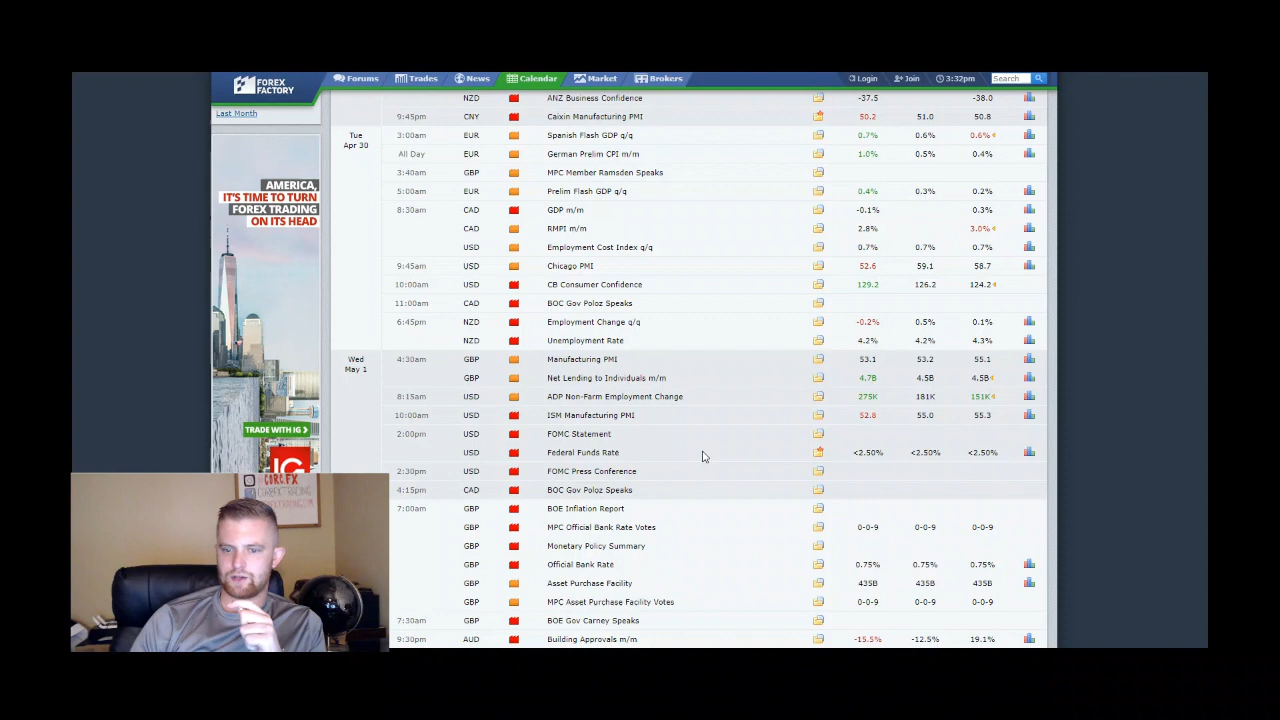 FOREX FACTORY
Forums Trades News Calendar Market Brokers Login Join 3:32pm Search
Last Month
NZD ANZ Business Confidence -37.5 -38.0
9:45pm CNY Caixin Manufacturing PMI 50.2 51.0 50.8
Tue Apr 30 3:00am EUR Spanish Flash GDP q/q 0.7% 0.6% 0.6%
All Day EUR German Prelim CPI m/m 1.0% 0.5% 0.4%
3:40am GBP MPC Member Ramsden Speaks
5:00am EUR Prelim Flash GDP q/q 0.4% 0.3% 0.2%
8:30am CAD GDP m/m -0.1% 0.3%
CAD RMPI m/m 2.8% 3.0%
USD Employment Cost Index q/q 0.7% 0.7% 0.7%
9:45am USD Chicago PMI 52.6 59.1 58.7
10:00am USD CB Consumer Confidence 129.2 126.2 124.2
11:00am CAD BOC Gov Poloz Speaks
6:45pm NZD Employment Change q/q -0.2% 0.5% 0.1%
NZD Unemployment Rate 4.2% 4.2% 4.3%
Wed May 1 4:30am GBP Manufacturing PMI 53.1 53.2 55.1
GBP Net Lending to Individuals m/m 4.7B 4.5B 4.5B
8:15am USD ADP Non-Farm Employment Change 275K 181K 151K
10:00am USD ISM Manufacturing PMI 52.8 55.0 55.3
2:00pm USD FOMC Statement
USD Federal Funds Rate <2.50% <2.50% <2.50%
2:30pm USD FOMC Press Conference
4:15pm CAD BOC Gov Poloz Speaks
7:00am GBP BOE Inflation Report
GBP MPC Official Bank Rate Votes 0-0-9 0-0-9 0-0-9
GBP Monetary Policy Summary
GBP Official Bank Rate 0.75% 0.75% 0.75%
GBP Asset Purchase Facility 435B 435B 435B
GBP MPC Asset Purchase Facility Votes 0-0-9 0-0-9 0-0-9
7:30am GBP BOE Gov Carney Speaks
9:30pm AUD Building Approvals m/m -15.5% -12.5% 19.1%
AMERICA,
IT'S TIME TO TURN
FOREX TRADING
ON ITS HEAD
TRADE WITH IG >
IG